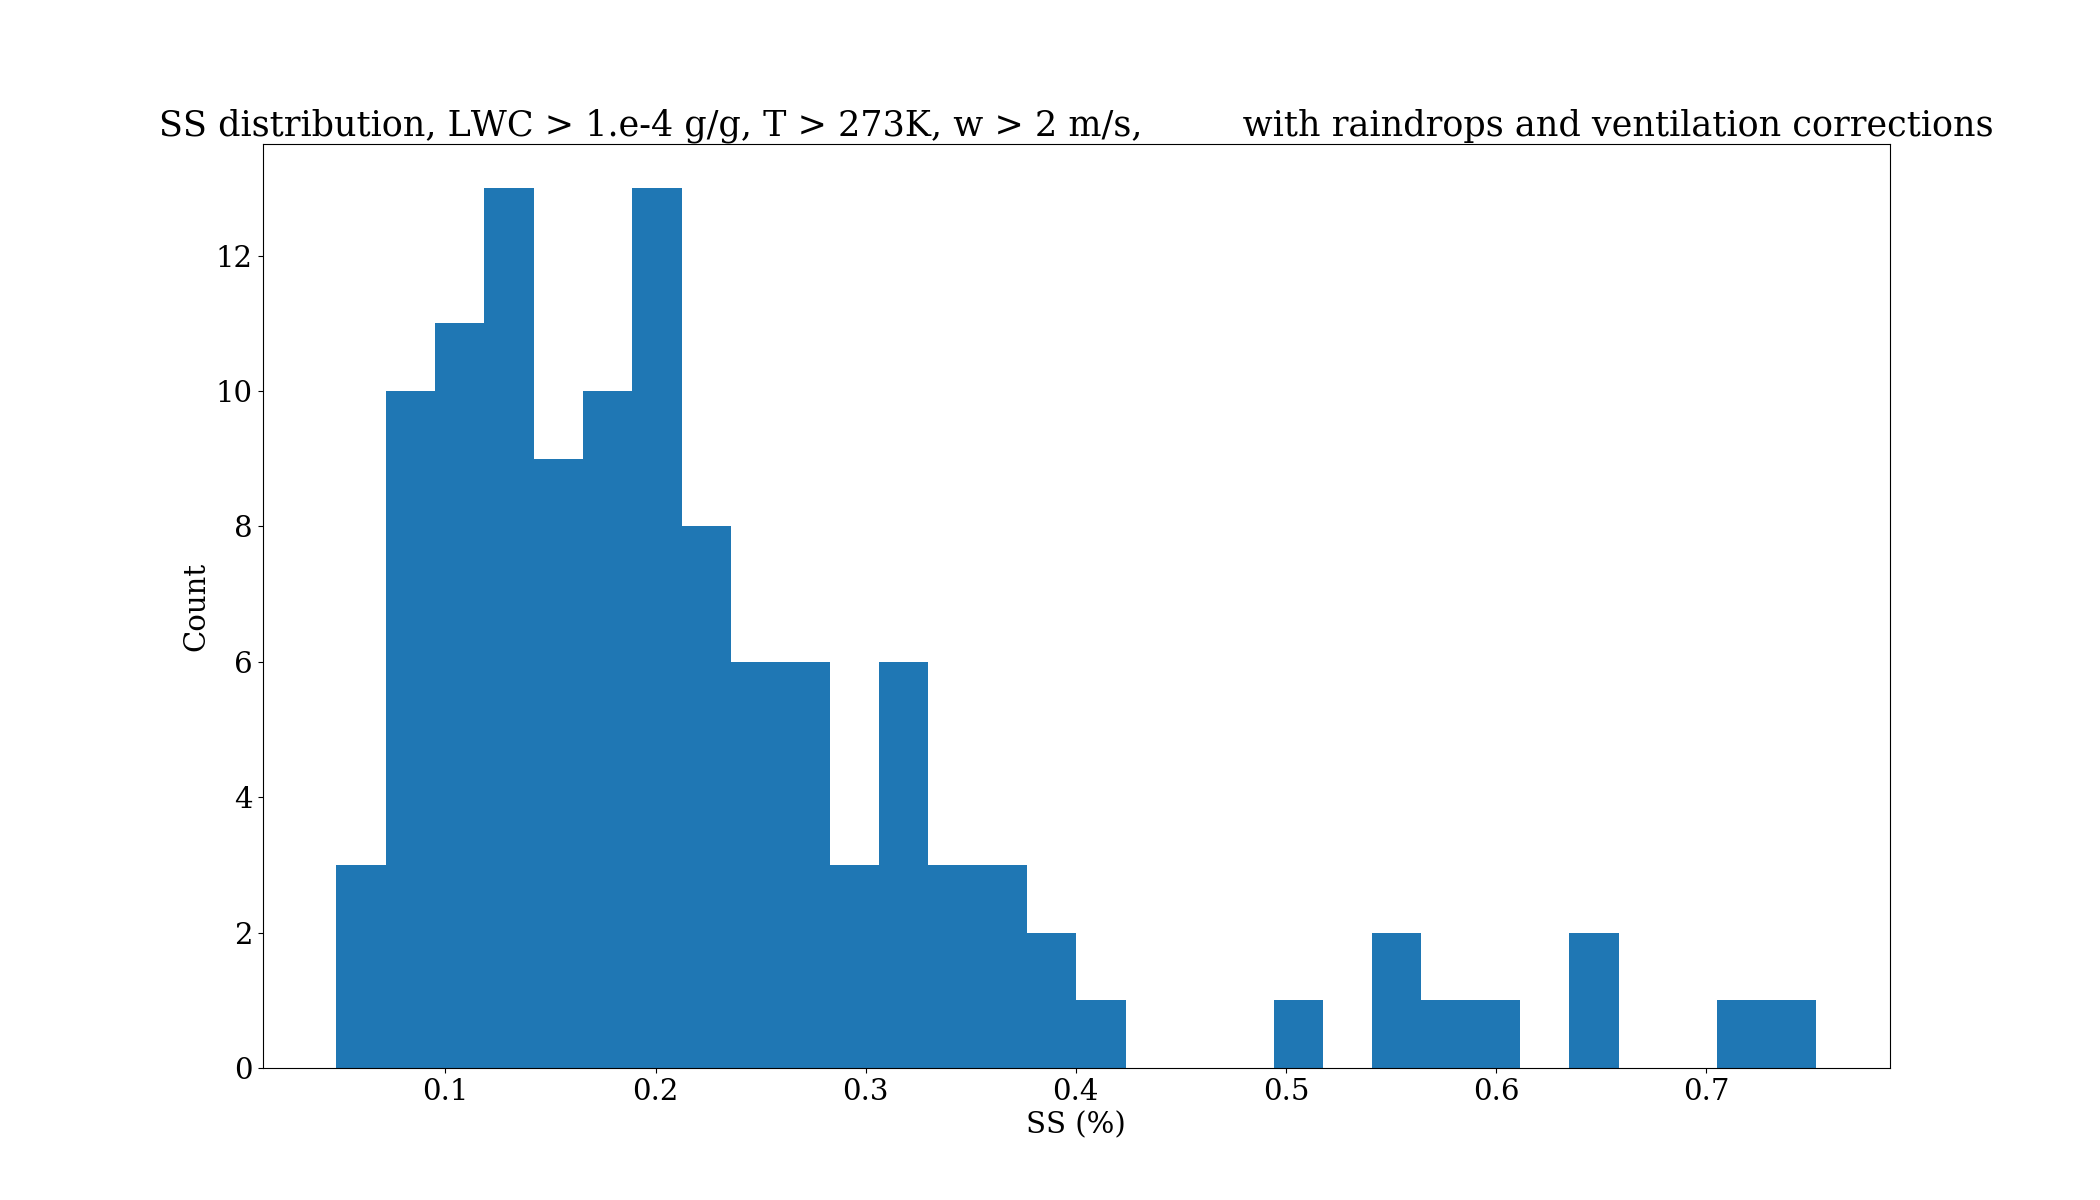 SS distribution, LWC > 1.e-4 g/g, T > 273K, w > 2 m/s, with raindrops and ventilation corrections
12
10
8
6
4
2
0
Count
0.1 0.2 0.3 0.4 0.5 0.6 0.7
SS (%)